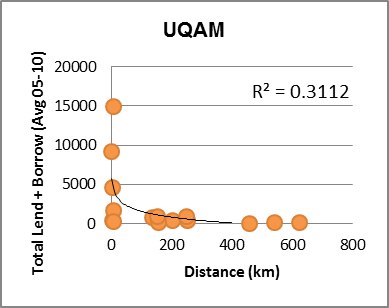 UQAM
Total Lend + Borrow (Avg 05-10)
20000
15000
10000
5000
0
R² = 0.3112
0 200 400 600 800
Distance (km)